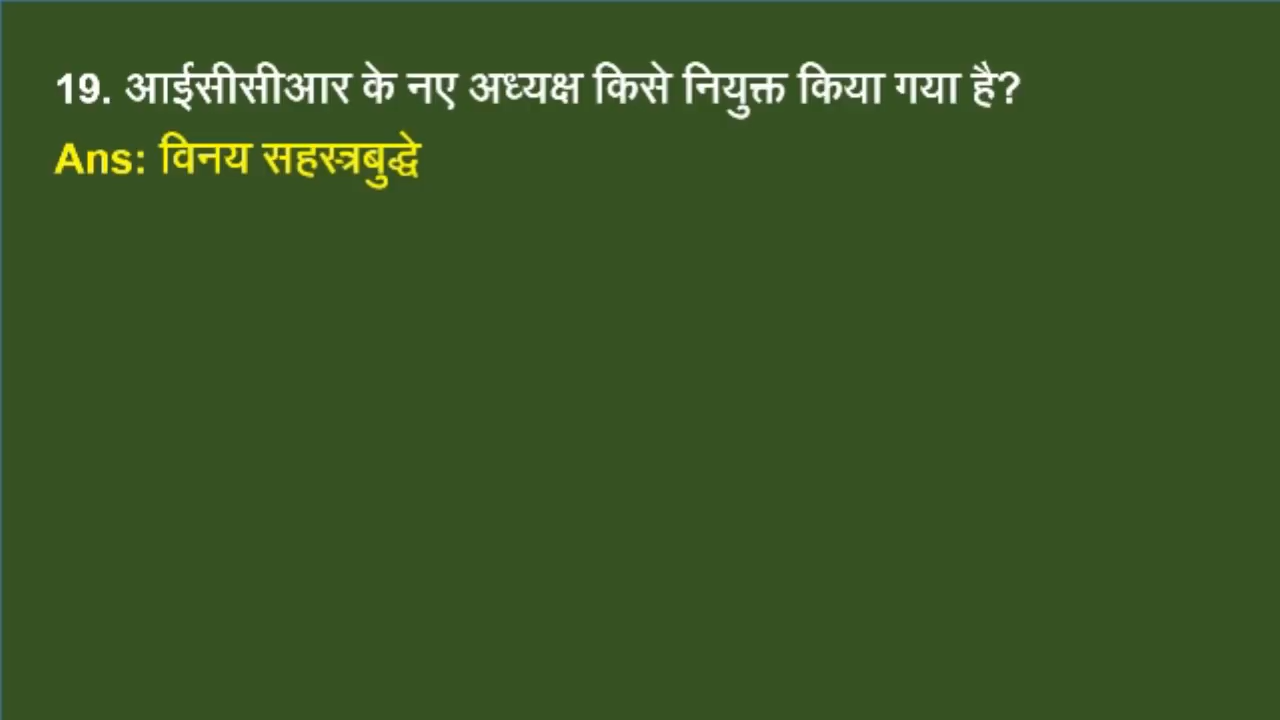 19. आईसीसीआर के नए अध्यक्ष किसे नियुक्त किया गया है?
Ans: विनय सहस्त्रबुद्धे